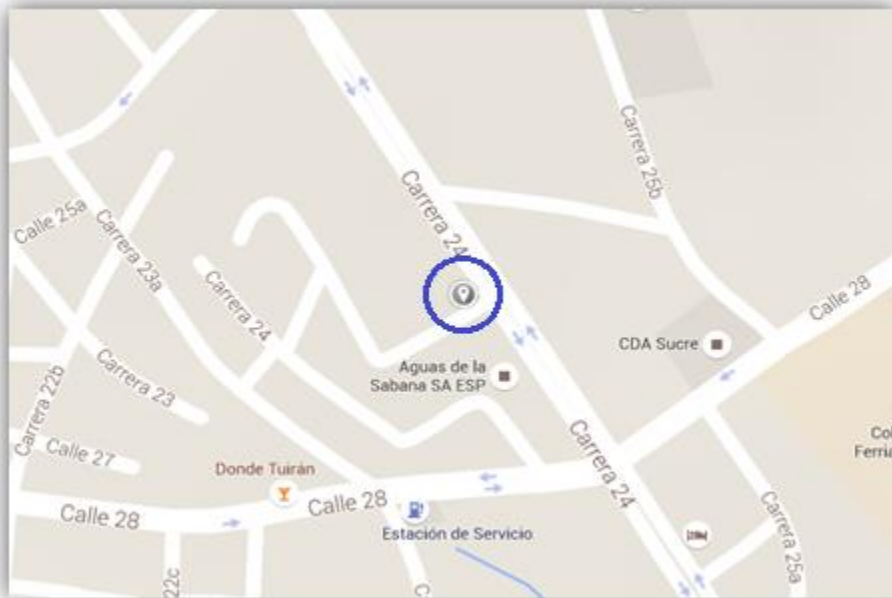 Carrera 25b
Carrera 24
Calle 25a
Carrera 23a
Calle 28
Carrera 24
CDA Sucre
Aguas de la
Sabana SA ESP
Carrera 23
Carrera 22b
Calle 27
Donde Tuirán
Carrera 24
Col
Ferria
Calle 28
Calle 28
Estación de Servicio
Carrera 25a
22c
C